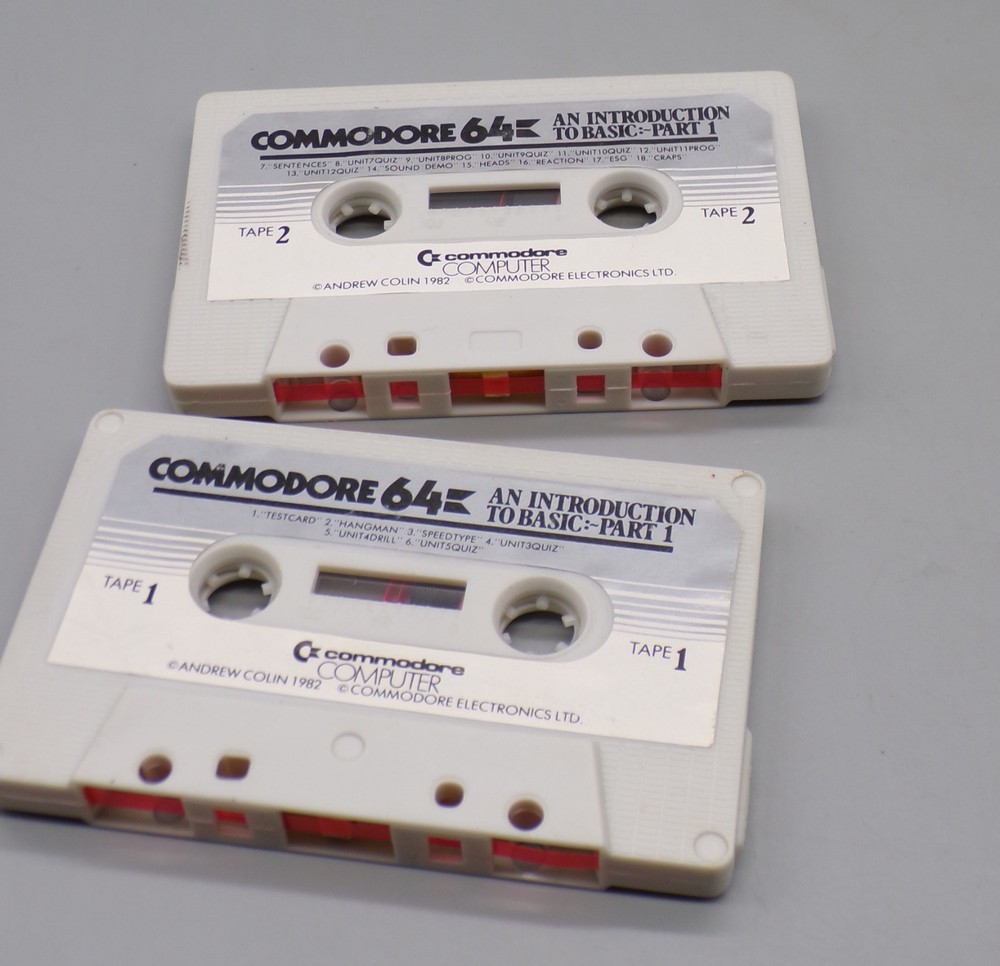 COMMODORE 64 AN INTRODUCTION
TO BASIC:-PART 1
7."SENTENCES" 8."UNIT7QUIZ" 9."UNIT8PROG" 10."UNIT9QUIZ" 11."UNIT10QUIZ" 12."UNIT11PROG"
13."UNIT12QUIZ" 14."SOUND DEMO" 15."HEADS" 16."REACTION" 17."ESG" 18."CRAPS"
TAPE 2
TAPE 2
commodore
COMPUTER
©ANDREW COLIN 1982 ©COMMODORE ELECTRONICS LTD.
COMMODORE 64 AN INTRODUCTION
TO BASIC:-PART 1
1."TESTCARD" 2."HANGMAN" 3."SPEEDTYPE" 4."UNIT3QUIZ"
5."UNIT4DRILL" 6."UNIT5QUIZ"
TAPE 1
TAPE 1
commodore
COMPUTER
©ANDREW COLIN 1982 ©COMMODORE ELECTRONICS LTD.